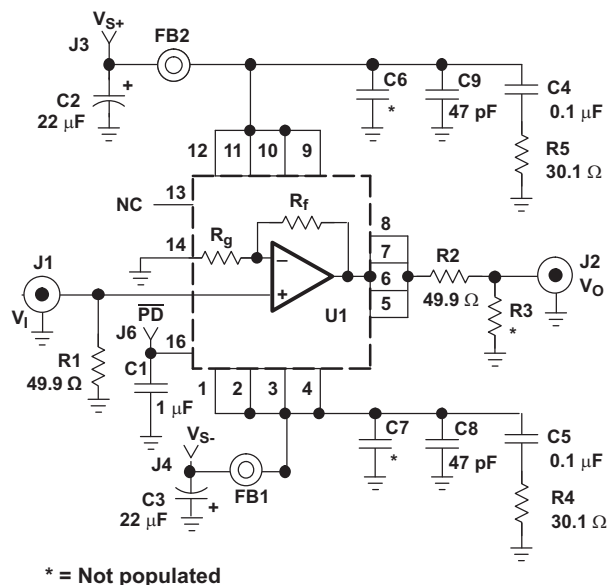 VS+
J3
FB2
C2
+
22 μF
C6
*
C9
47 pF
C4
0.1 μF
R5
30.1 Ω
12
11
10
9
NC
13
14
Rg
Rf
−
+
U1
8
7
6
5
R2
49.9 Ω
R3
*
J2
VO
J1
VI
R1
49.9 Ω
PD
J6
16
C1
1 μF
1
2
3
4
VS-
J4
FB1
C3
22 μF
+
C7
*
C8
47 pF
C5
0.1 μF
R4
30.1 Ω
* = Not populated